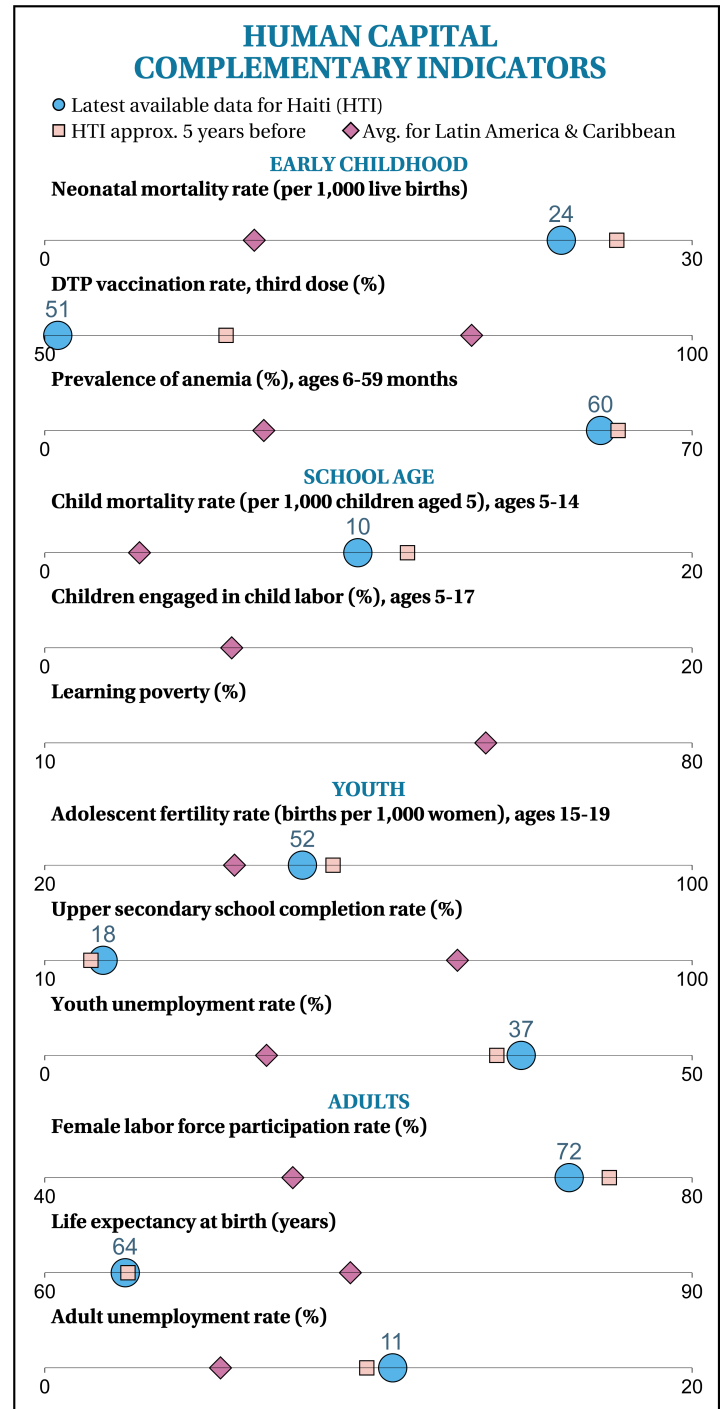 HUMAN CAPITAL
COMPLEMENTARY INDICATORS
Latest available data for Haiti (HTI)
HTI approx. 5 years before Avg. for Latin America & Caribbean
EARLY CHILDHOOD
Neonatal mortality rate (per 1,000 live births)
24
0 30
DTP vaccination rate, third dose (%)
51
50 100
Prevalence of anemia (%), ages 6-59 months
60
0 70
SCHOOL AGE
Child mortality rate (per 1,000 children aged 5), ages 5-14
10
0 20
Children engaged in child labor (%), ages 5-17
0 20
Learning poverty (%)
10 80
YOUTH
Adolescent fertility rate (births per 1,000 women), ages 15-19
52
20 100
Upper secondary school completion rate (%)
18
10 100
Youth unemployment rate (%)
37
0 50
ADULTS
Female labor force participation rate (%)
72
40 80
Life expectancy at birth (years)
64
60 90
Adult unemployment rate (%)
11
0 20